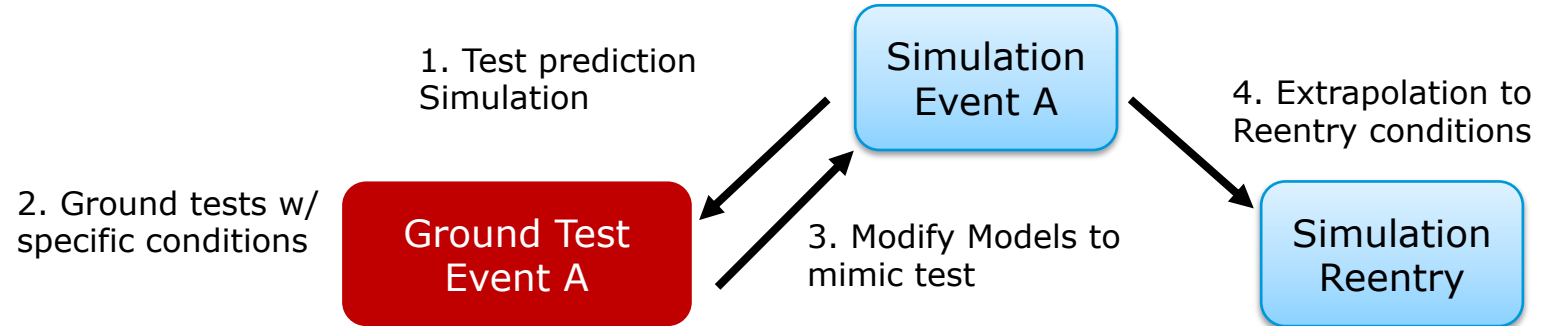 1. Test prediction
Simulation
Simulation
Event A
4. Extrapolation to
Reentry conditions
2. Ground tests w/
specific conditions
Ground Test
Event A
3. Modify Models to
mimic test
Simulation
Reentry